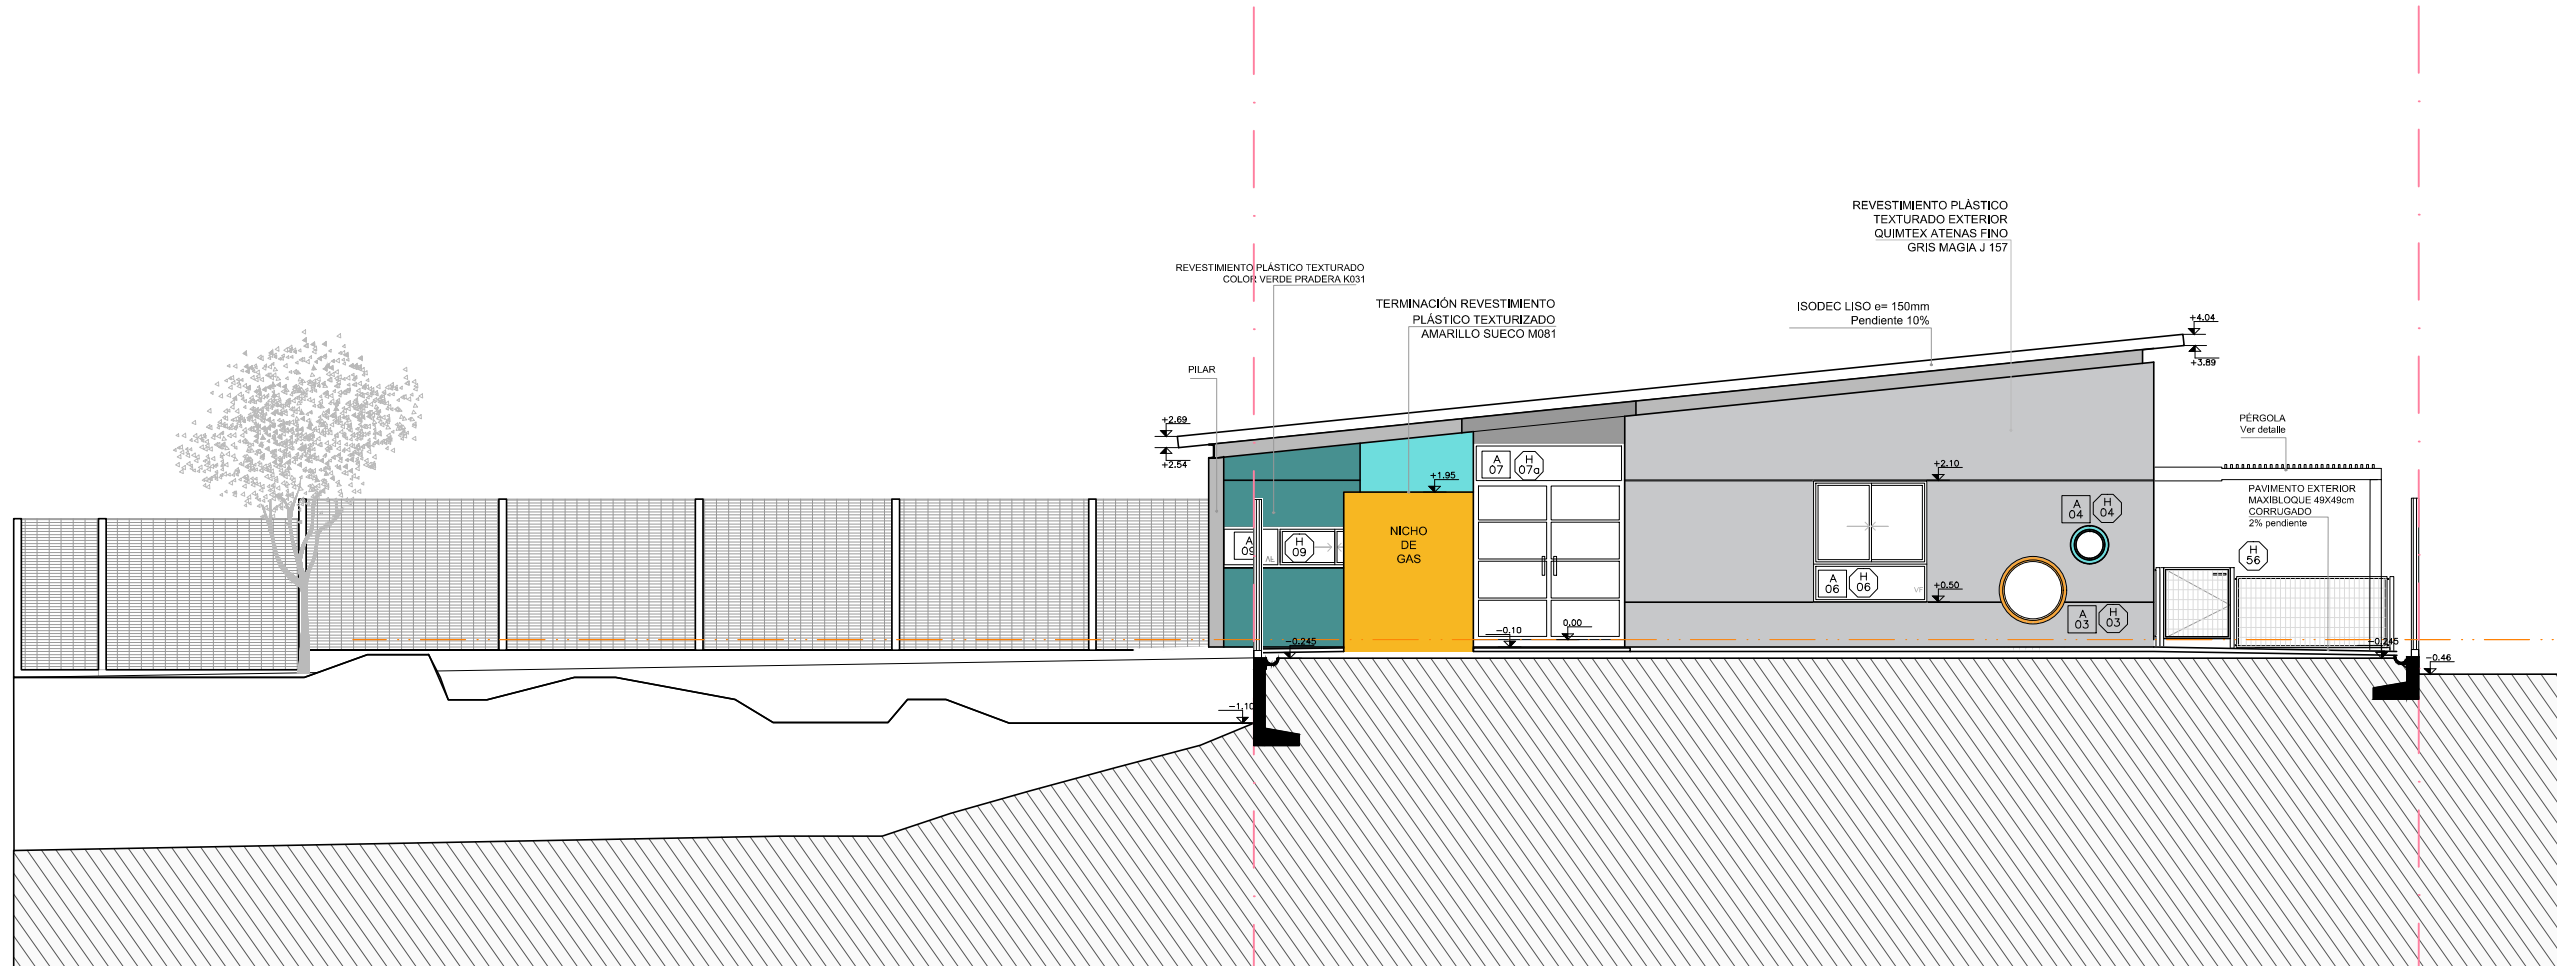 REVESTIMIENTO PLÀSTICO
TEXTURADO EXTERIOR
QUIMTEX ATENAS FINO
GRIS MAGIA J 157
REVESTIMIENTO PLÁSTICO TEXTURADO
COLOR VERDE PRADERA K031
TERMINACIÓN REVESTIMIENTO
PLÁSTICO TEXTURIZADO
AMARILLO SUECO M081
ISODEC LISO e= 150mm
Pendiente 10%
+4.04
+3.89
PILAR
+2.69
+2.54
PÉRGOLA
Ver detalle
A
07
H
07a
+1.95
+2.10
PAVIMENTO EXTERIOR
MAXIBLOQUE 49X49cm
CORRUGADO
2% pendiente
NICHO
DE
GAS
A
09
H
09
A
04
H
04
H
56
A
06
H
06
VF
+0.50
A
03
H
03
-0.245
-0.10
0.00
-0.245
-0.46
-1.10